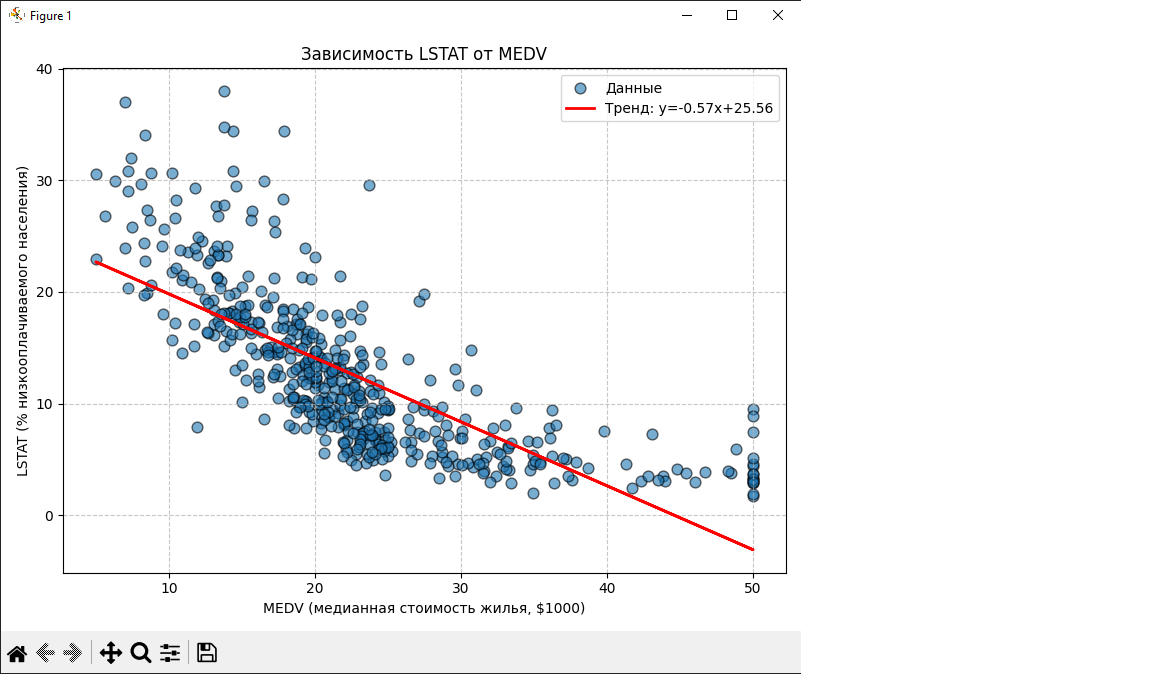 Figure 1
Зависимость LSTAT от MEDV
40
30
20
10
0
LSTAT (% низкооплачиваемого населения)
Данные
Тренд: y=-0.57x+25.56
10 20 30 40 50
MEDV (медианная стоимость жилья, $1000)